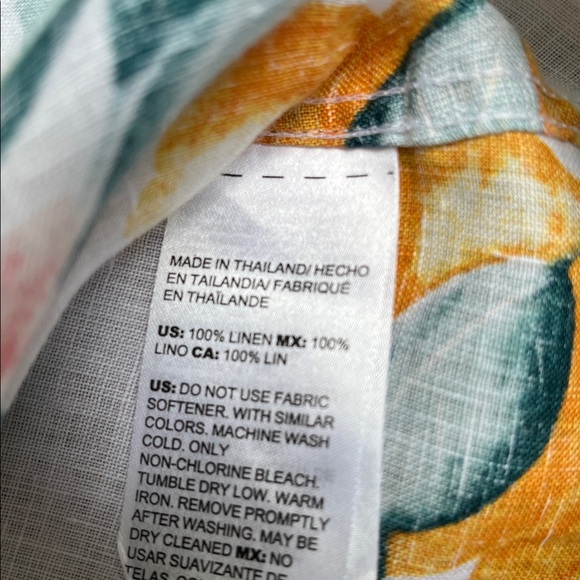 MADE IN THAILAND/ HECHO
EN TAILANDIA/ FABRIQUÉ
EN THAÏLANDE
US: 100% LINEN MX: 100%
LINO CA: 100% LIN
US: DO NOT USE FABRIC
SOFTENER. WITH SIMILAR
COLORS. MACHINE WASH
COLD. ONLY
NON-CHLORINE BLEACH.
TUMBLE DRY LOW. WARM
IRON. REMOVE PROMPTLY
AFTER WASHING. MAY BE
DRY CLEANED MX: NO
USAR SUAVIZANTE DE
TELAS.